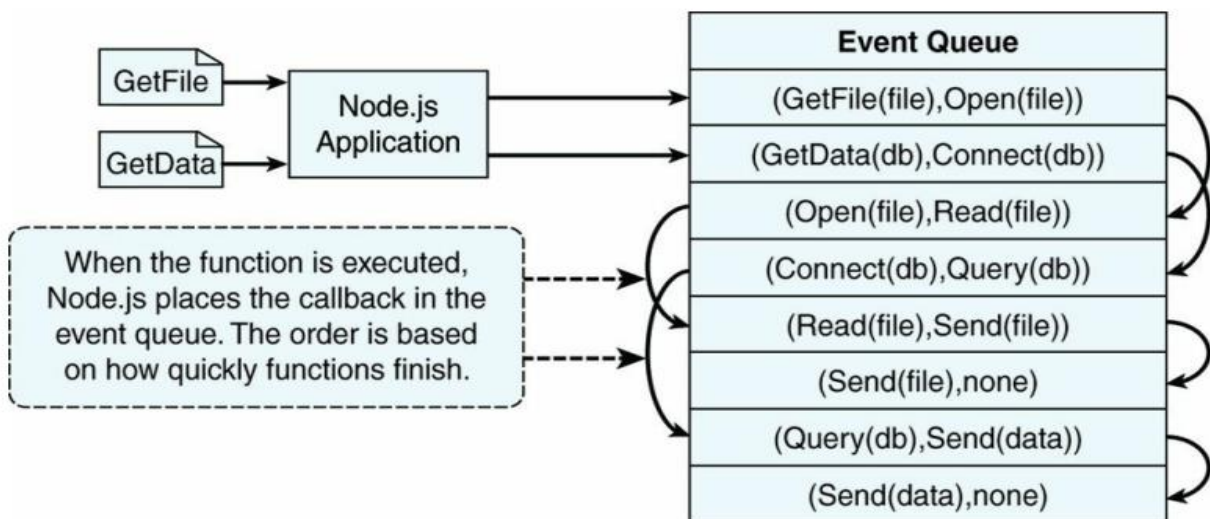 GetFile
GetData
Node.js
Application
When the function is executed,
Node.js places the callback in the
event queue. The order is based
on how quickly functions finish.
Event Queue
(GetFile(file),Open(file))
(GetData(db),Connect(db))
(Open(file),Read(file))
(Connect(db),Query(db))
(Read(file),Send(file))
(Send(file),none)
(Query(db),Send(data))
(Send(data),none)